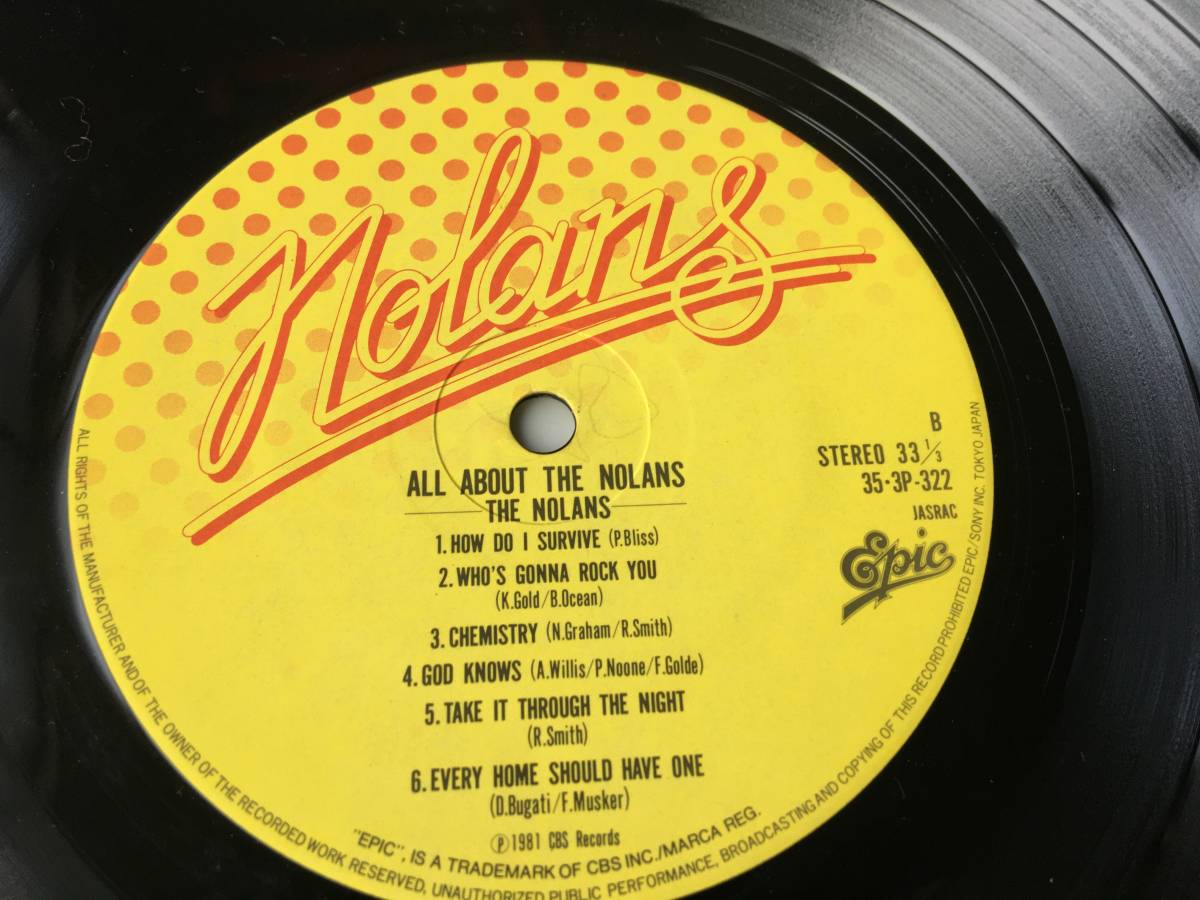 Nolans
B
STEREO 33 1/3
35·3P-322
JASRAC
Epic
ALL ABOUT THE NOLANS
THE NOLANS
1. HOW DO I SURVIVE (P.Bliss)
2. WHO'S GONNA ROCK YOU
(K.Gold/B.Ocean)
3. CHEMISTRY (N.Graham/R.Smith)
4. GOD KNOWS (A.Willis/P.Noone/F.Golde)
5. TAKE IT THROUGH THE NIGHT
(R.Smith)
6. EVERY HOME SHOULD HAVE ONE
(D.Bugati/F.Musker)
Ⓟ1981 CBS Records
"EPIC", IS A TRADEMARK OF CBS INC./MARCA REG.
ALL RIGHTS OF THE MANUFACTURER AND OF THE OWNER OF THE RECORDED WORK RESERVED, UNAUTHORIZED PUBLIC PERFORMANCE, BROADCASTING AND COPYING OF THIS RECORD PROHIBITED EPIC/SONY INC. TOKYO JAPAN